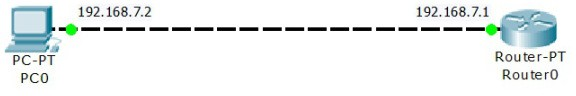 192.168.7.2
192.168.7.1
PC-PT
PC0
Router-PT
Router0